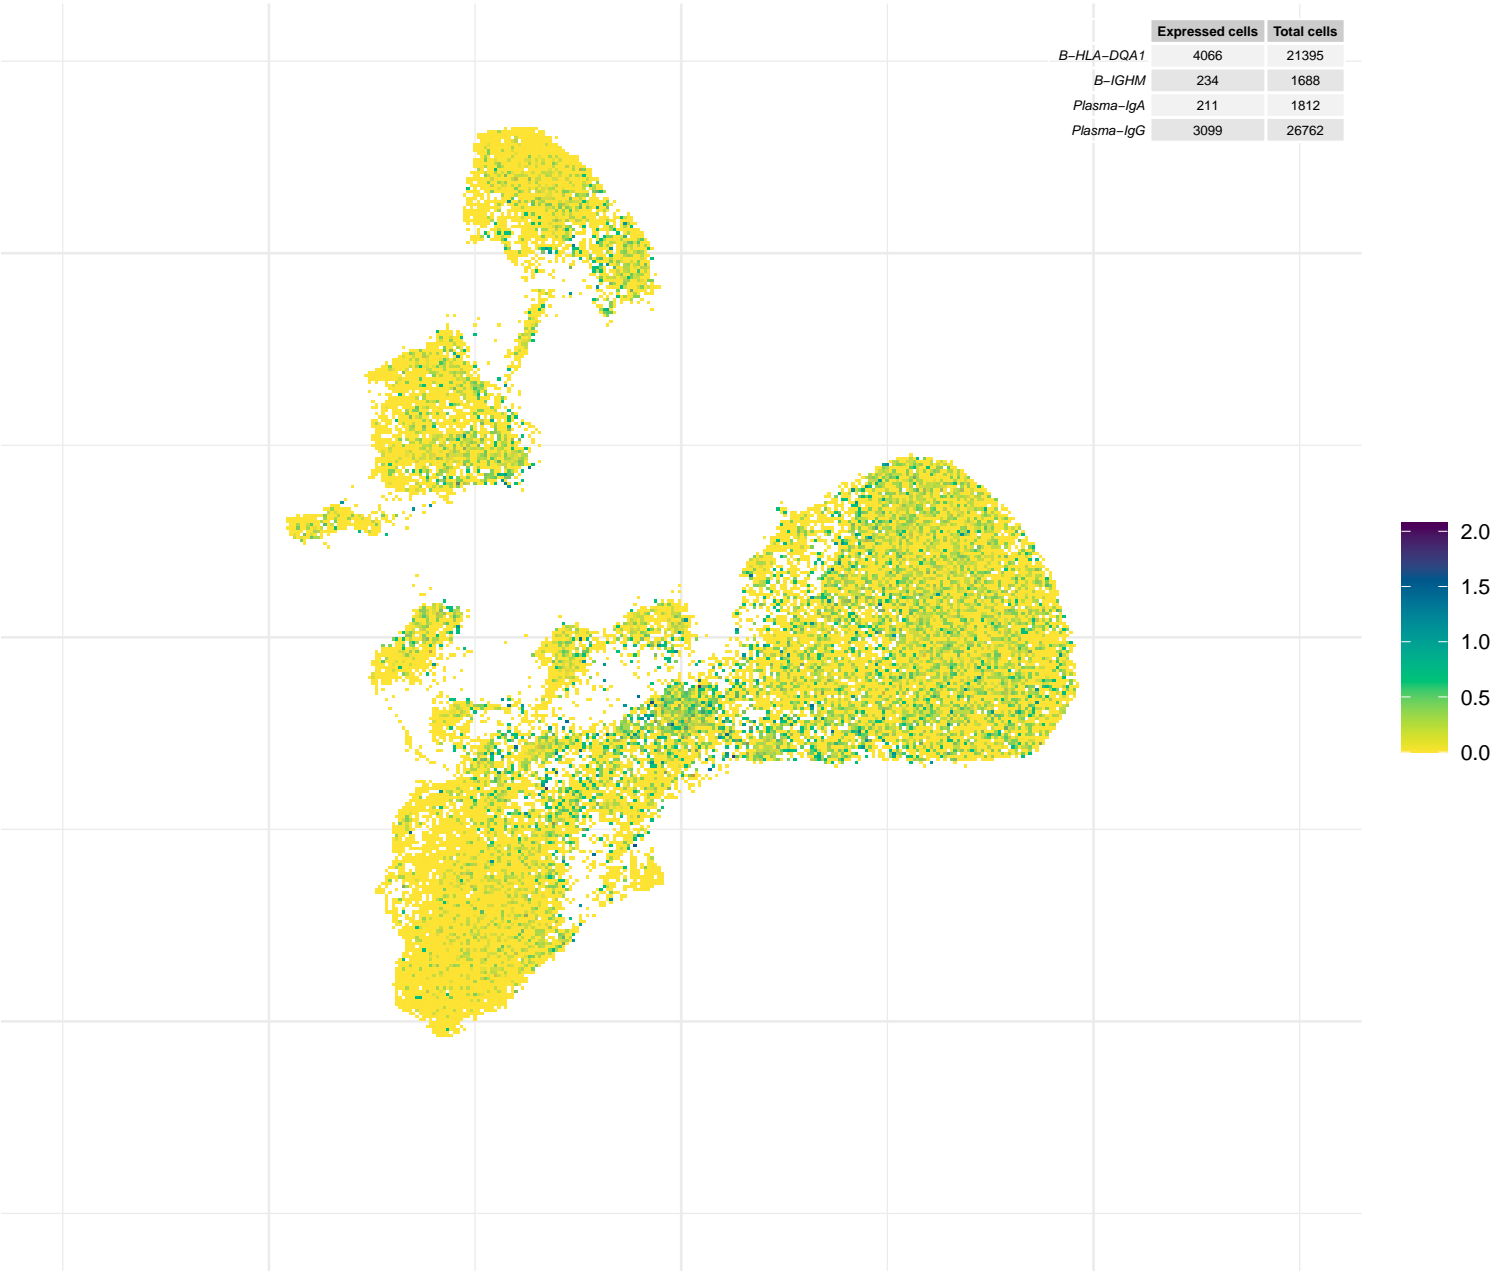 Expressed cells Total cells
B−HLA−DQA1 4066 21395
B−IGHM 234 1688
Plasma−IgA 211 1812
Plasma−IgG 3099 26762
2.0
1.5
1.0
0.5
0.0